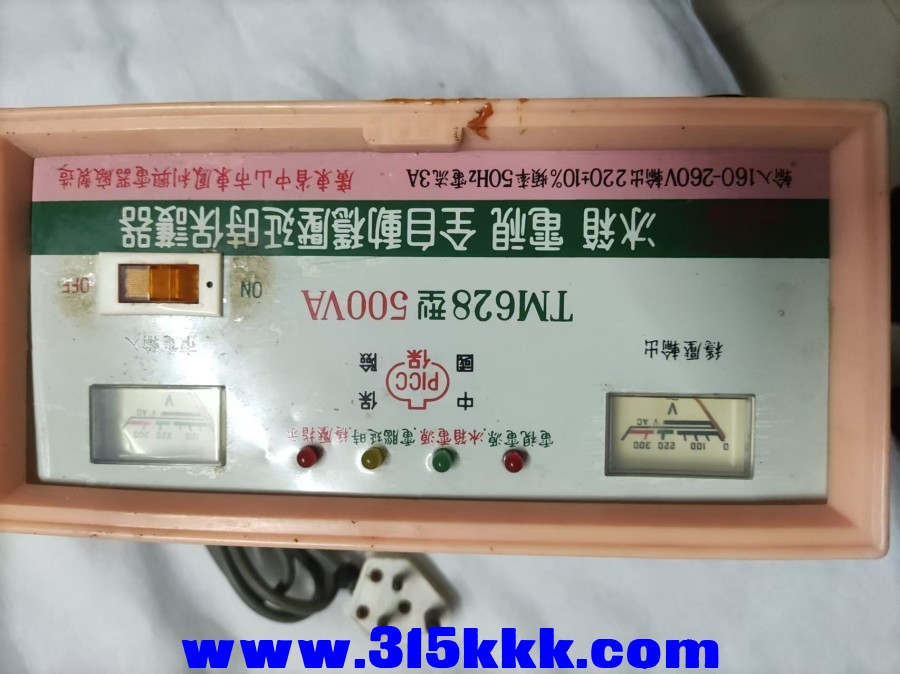 0 100 220 300
V AC
V
電視電源.冰箱電源.電腦延時.穩壓指示
中 PICC 保
國 保 險
穩壓輸出
市電輸入
TM628型 500VA
ON OFF
冰箱 電視 全自動穩壓延時保護器
輸入160-260V輸出220±10%頻率50Hz電流3A 廣東省中山市東鳳利興電器廠製造
www.315kkk.com